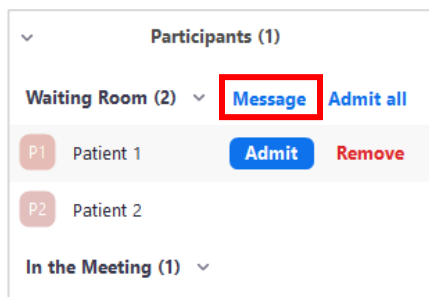 Participants (1)
Waiting Room (2) Message Admit all
P1 Patient 1 Admit Remove
P2 Patient 2
In the Meeting (1)